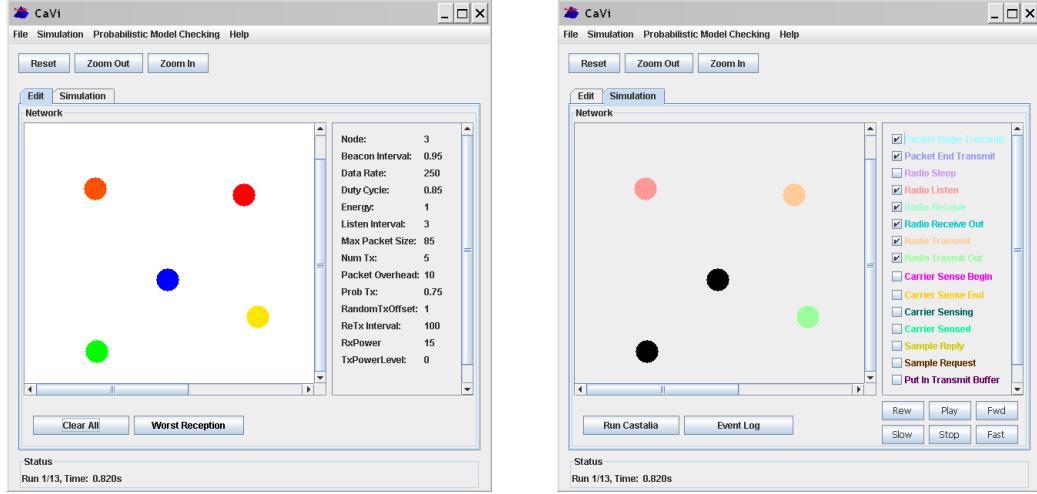 CaVi
File Simulation Probabilistic Model Checking Help
Reset Zoom Out Zoom In
Edit Simulation
Network
Node: 3
Beacon Interval: 0.95
Data Rate: 250
Duty Cycle: 0.85
Energy: 1
Listen Interval: 3
Max Packet Size: 85
Num Tx: 5
Packet Overhead: 10
Prob Tx: 0.75
RandomTxOffset: 1
ReTx Interval: 100
RxPower 15
TxPowerLevel: 0
Clear All Worst Reception
Status
Run 1/13, Time: 0.820s
CaVi
File Simulation Probabilistic Model Checking Help
Reset Zoom Out Zoom In
Edit Simulation
Network
Packet Begin Transmit
Packet End Transmit
Radio Sleep
Radio Listen
Radio Receive
Radio Receive Out
Radio Transmit
Radio Trasmit Out
Carrier Sense Begin
Carrier Sense End
Carrier Sensing
Carrier Sensed
Sample Reply
Sample Request
Put In Transmit Buffer
Rew Play Fwd
Run Castalia Event Log
Slow Stop Fast
Status
Run 1/13, Time: 0.820s